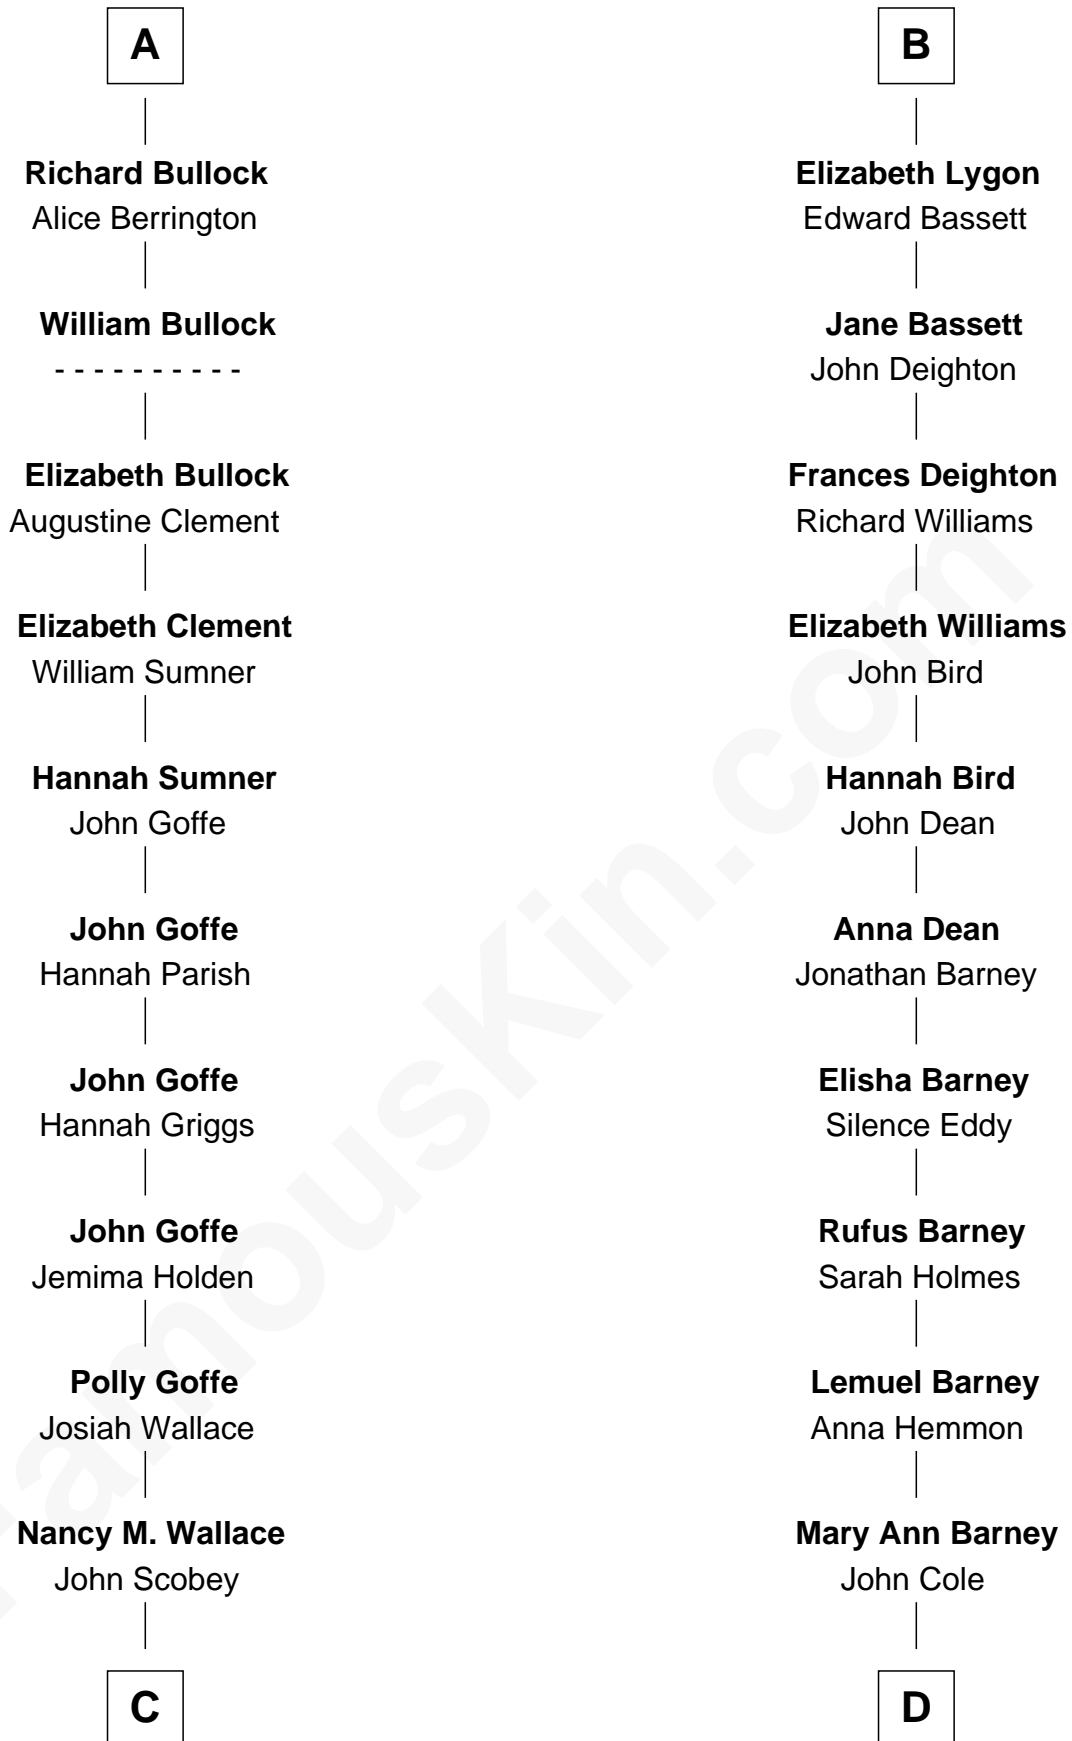 A
Richard Bullock
Alice Berrington
William Bullock
- - - - - - - - - -
Elizabeth Bullock
Augustine Clement
Elizabeth Clement
William Sumner
Hannah Sumner
John Goffe
John Goffe
Hannah Parish
John Goffe
Hannah Griggs
John Goffe
Jemima Holden
Polly Goffe
Josiah Wallace
Nancy M. Wallace
John Scobey
C
B
Elizabeth Lygon
Edward Bassett
Jane Bassett
John Deighton
Frances Deighton
Richard Williams
Elizabeth Williams
John Bird
Hannah Bird
John Dean
Anna Dean
Jonathan Barney
Elisha Barney
Silence Eddy
Rufus Barney
Sarah Holmes
Lemuel Barney
Anna Hemmon
Mary Ann Barney
John Cole
D
FamousKin.com